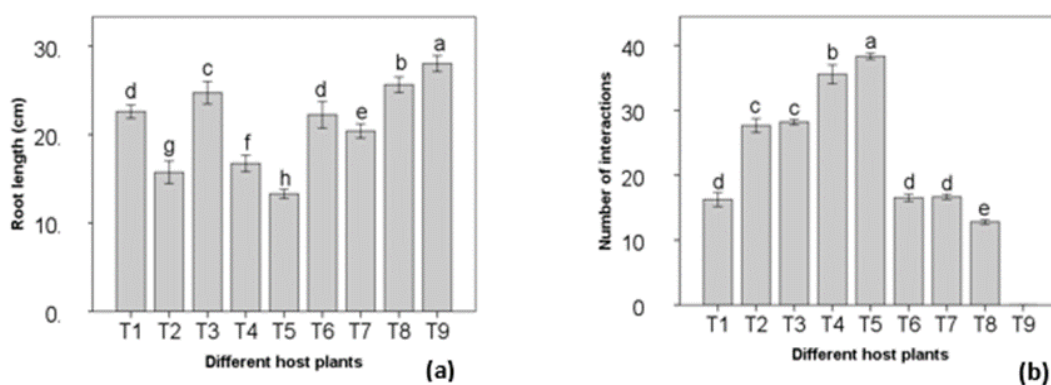 Root length (cm)
30.
20.
10.
0.
d
g
c
f
h
d
e
b
a
T1 T2 T3 T4 T5 T6 T7 T8 T9
Different host plants
(a)
Number of interactions
40
30
20
10
0
d
c
c
b
a
d
d
e
T1 T2 T3 T4 T5 T6 T7 T8 T9
Different host plants
(b)